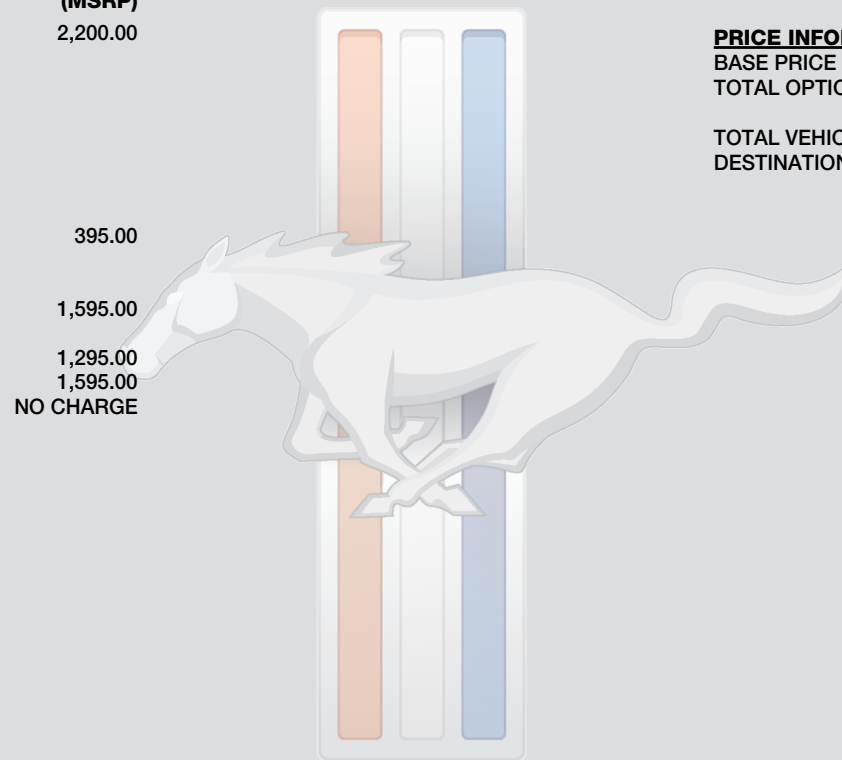 (MSRP)
2,200.00
395.00
1,595.00
1,295.00
1,595.00
NO CHARGE
PRICE
BASE PRICE
TOTAL
TOTAL
DESTINATION